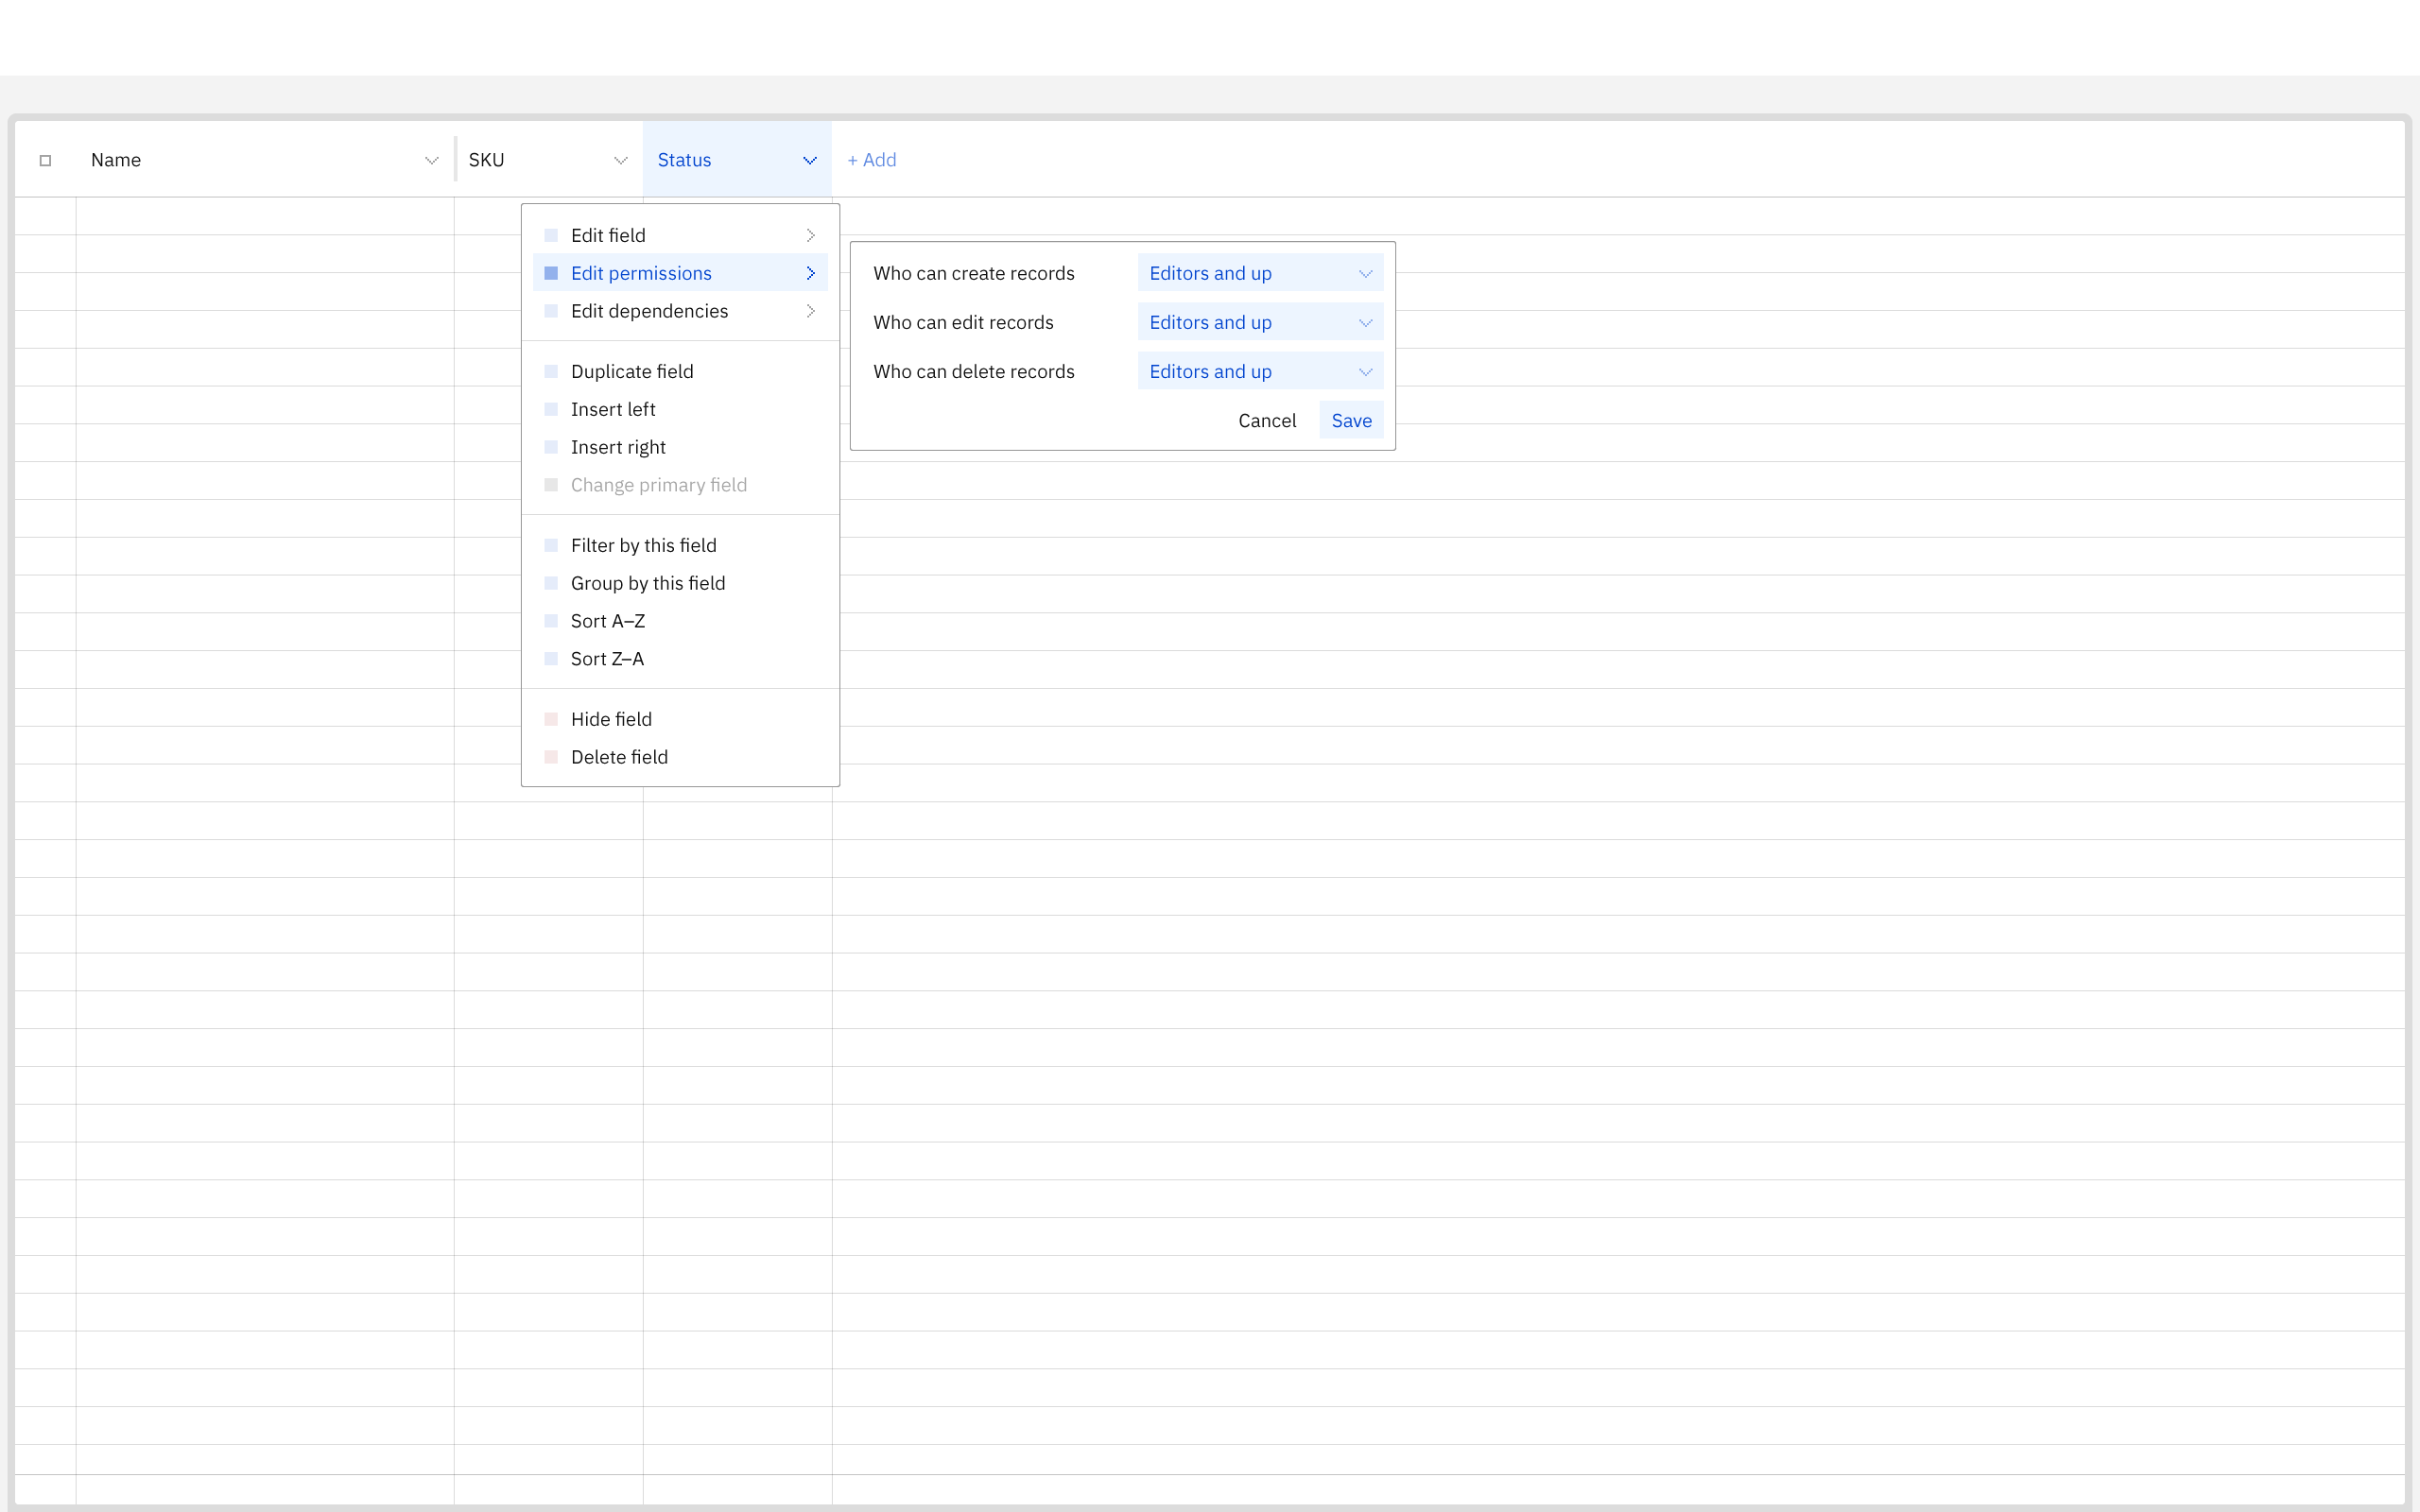 Name
SKU
Status
+ Add
Edit field
Edit permissions
Edit dependencies
Duplicate field
Insert left
Insert right
Change primary field
Filter by this field
Group by this field
Sort A–Z
Sort Z–A
Hide field
Delete field
Who can create records Editors and up
Who can edit records Editors and up
Who can delete records Editors and up
Cancel Save